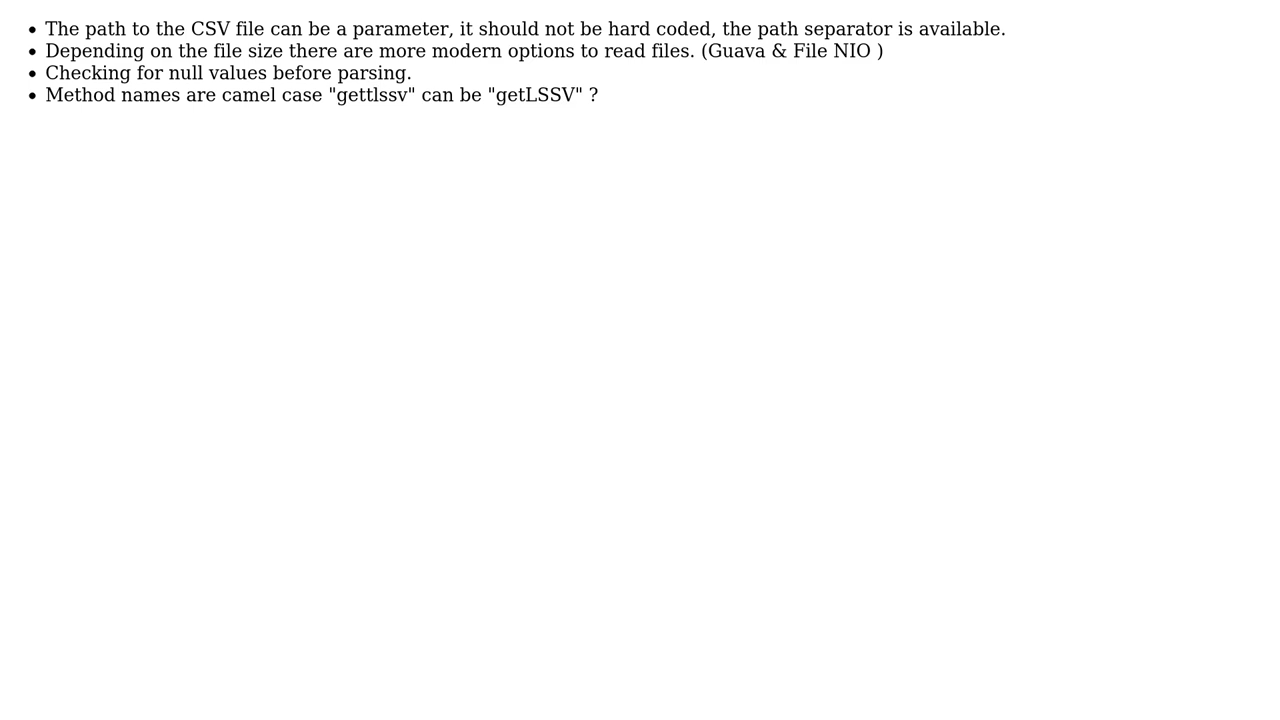 • The path to the CSV file can be a parameter, it should not be hard coded, the path separator is available.
• Depending on the file size there are more modern options to read files. (Guava & File NIO )
• Checking for null values before parsing.
• Method names are camel case "gettlssv" can be "getLSSV" ?